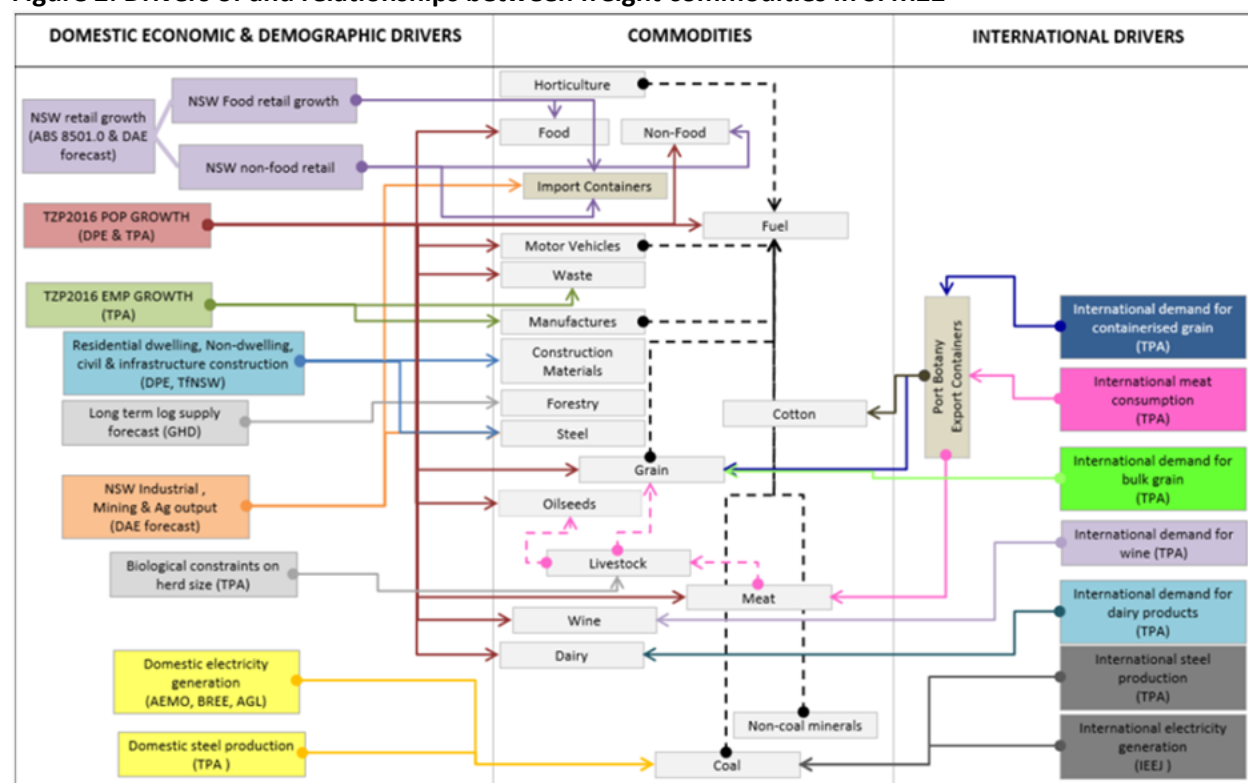 DOMESTIC ECONOMIC & DEMOGRAPHIC DRIVERS
COMMODITIES
INTERNATIONAL DRIVERS
NSW retail growth
(ABS 8501.0 & DAE
forecast)
NSW Food retail growth
NSW non-food retail
TZP2016 POP GROWTH
(DPE & TPA)
TZP2016 EMP GROWTH
(TPA)
Residential dwelling, Non-dwelling,
civil & infrastructure construction
(DPE, TfNSW)
Long term log supply
forecast (GHD)
NSW Industrial ,
Mining & Ag output
(DAE forecast)
Biological constraints on
herd size (TPA)
Domestic electricity
generation
(AEMO, BREE, AGL)
Domestic steel production
(TPA )
Horticulture
Food
Non-Food
Import Containers
Fuel
Motor Vehicles
Waste
Manufactures
Construction
Materials
Forestry
Steel
Cotton
Grain
Oilseeds
Livestock
Meat
Wine
Dairy
Non-coal minerals
Coal
Port Botany
Export Containers
International demand for
containerised grain
(TPA)
International meat
consumption
(TPA)
International demand for
bulk grain
(TPA)
International demand for
wine (TPA)
International demand for
dairy products
(TPA)
International steel
production
(TPA)
International electricity
generation
(IEEJ )